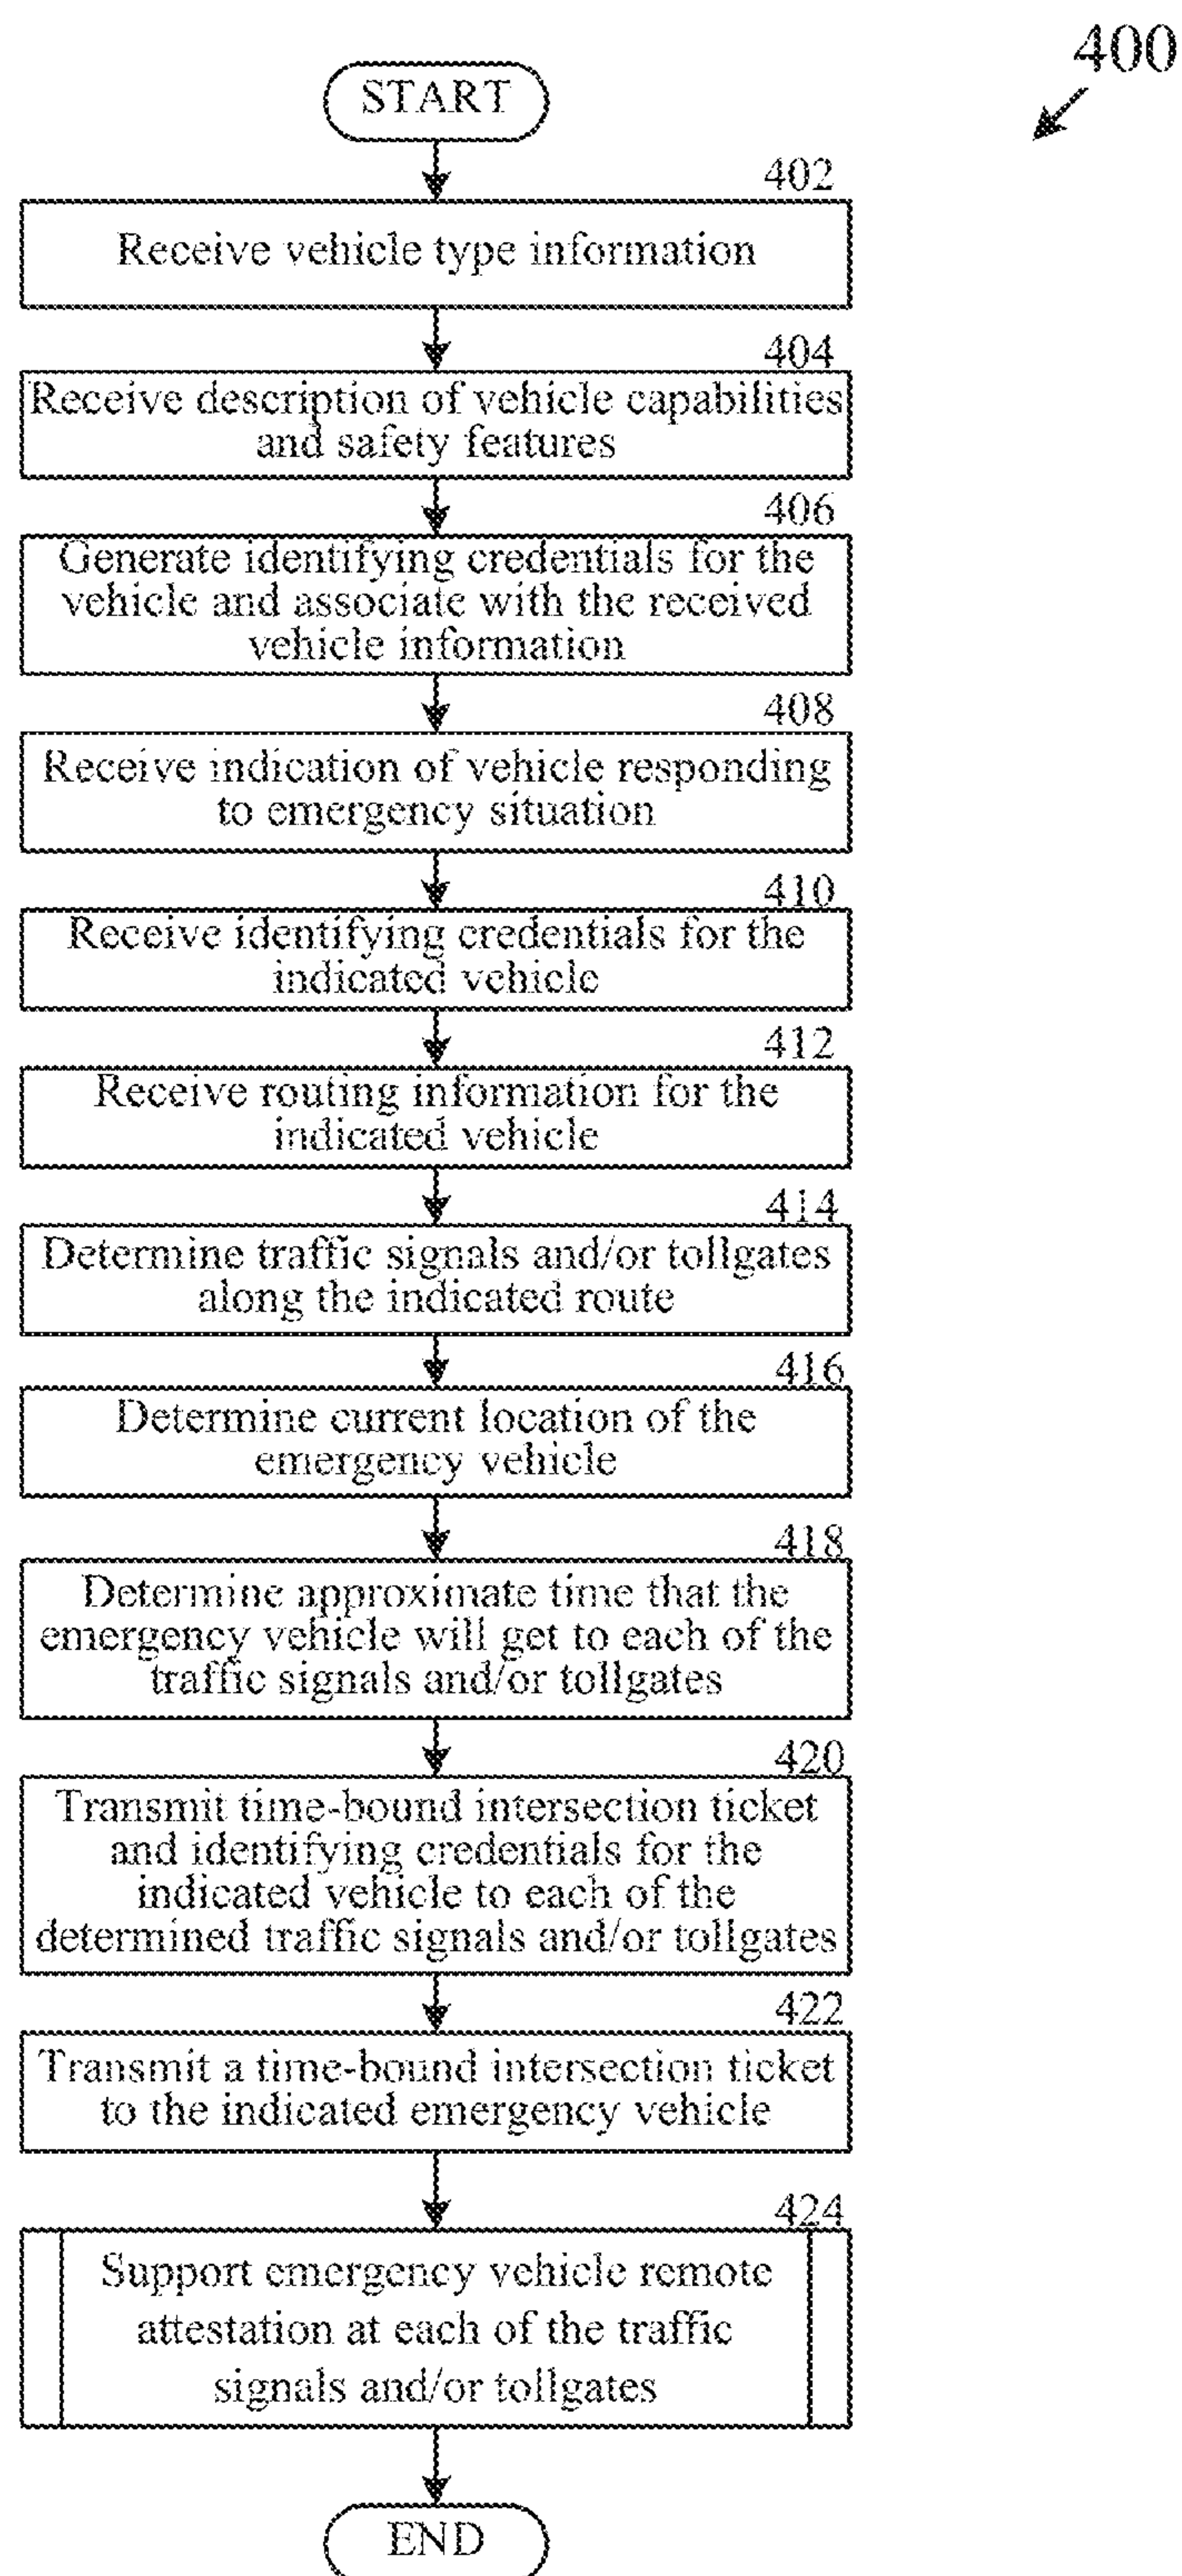 400
START
402
Receive vehicle type information
404
Receive description of vehicle capabilities
and safety features
406
Generate identifying credentials for the
vehicle and associate with the received
vehicle information
408
Receive indication of vehicle responding
to emergency situation
410
Receive identifying credentials for the
indicated vehicle
412
Receive routing information for the
indicated vehicle
414
Determine traffic signals and/or tollgates
along the indicated route
416
Determine current location of the
emergency vehicle
418
Determine approximate time that the
emergency vehicle will get to each of the
traffic signals and/or tollgates
420
Transmit time-bound intersection ticket
and identifying credentials for the
indicated vehicle to each of the
determined traffic signals and/or tollgates
422
Transmit a time-bound intersection ticket
to the indicated emergency vehicle
424
Support emergency vehicle remote
attestation at each of the traffic
signals and/or tollgates
END